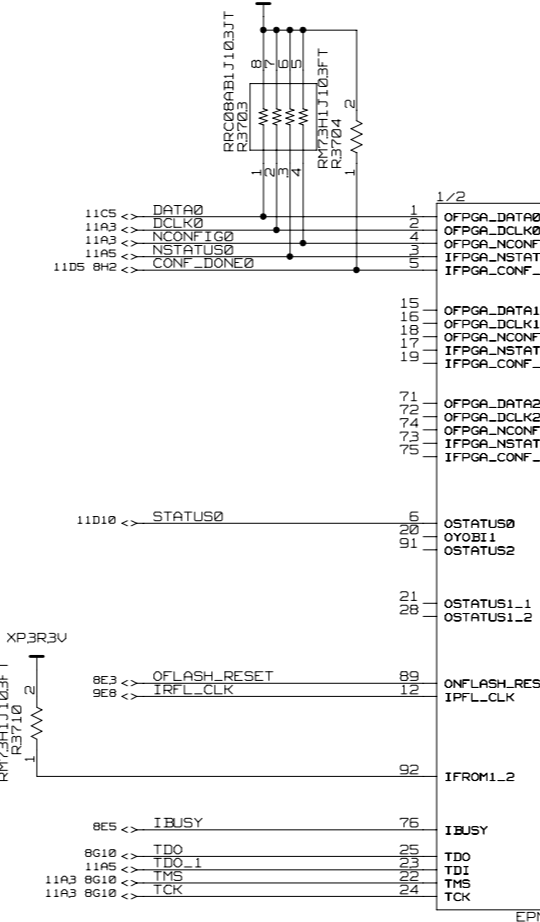 RRC08AB1J103JT
R3703
8 7 6 5
1 2 3 4
RM73H1J103FT
R3704
2
1
1/2
11C5 <> DATA0 1 OFPGA_DATA0
11A3 <> DCLK0 2 OFPGA_DCLK0
11A3 <> NCONFIG0 4 OFPGA_NCONF
11A5 <> NSTATUS0 3 IFPGA_NSTAT
11D5 8H2 <> CONF_DONE0 5 IFPGA_CONF_
15 OFPGA_DATA1
16 OFPGA_DCLK1
18 OFPGA_NCONF
17 IFPGA_NSTAT
19 IFPGA_CONF_
71 OFPGA_DATA2
72 OFPGA_DCLK2
74 OFPGA_NCONF
73 IFPGA_NSTAT
75 IFPGA_CONF_
11D10 <> STATUS0 6 OSTATUS0
20 OYOBI1
91 OSTATUS2
21 OSTATUS1_1
28 OSTATUS1_2
XP3R3V
8E3 <> OFLASH_RESET 89 ONFLASH_RES
9E8 <> IRFL_CLK 12 IPFL_CLK
RM73H1J103FT
R3710
2
1
92 IFROM1_2
8E5 <> IBUSY 76 IBUSY
8G10 <> TDO 25 TDO
11A5 <> TDO_1 23 TDI
11A3 8G10 <> TMS 22 TMS
11A3 8G10 <> TCK 24 TCK